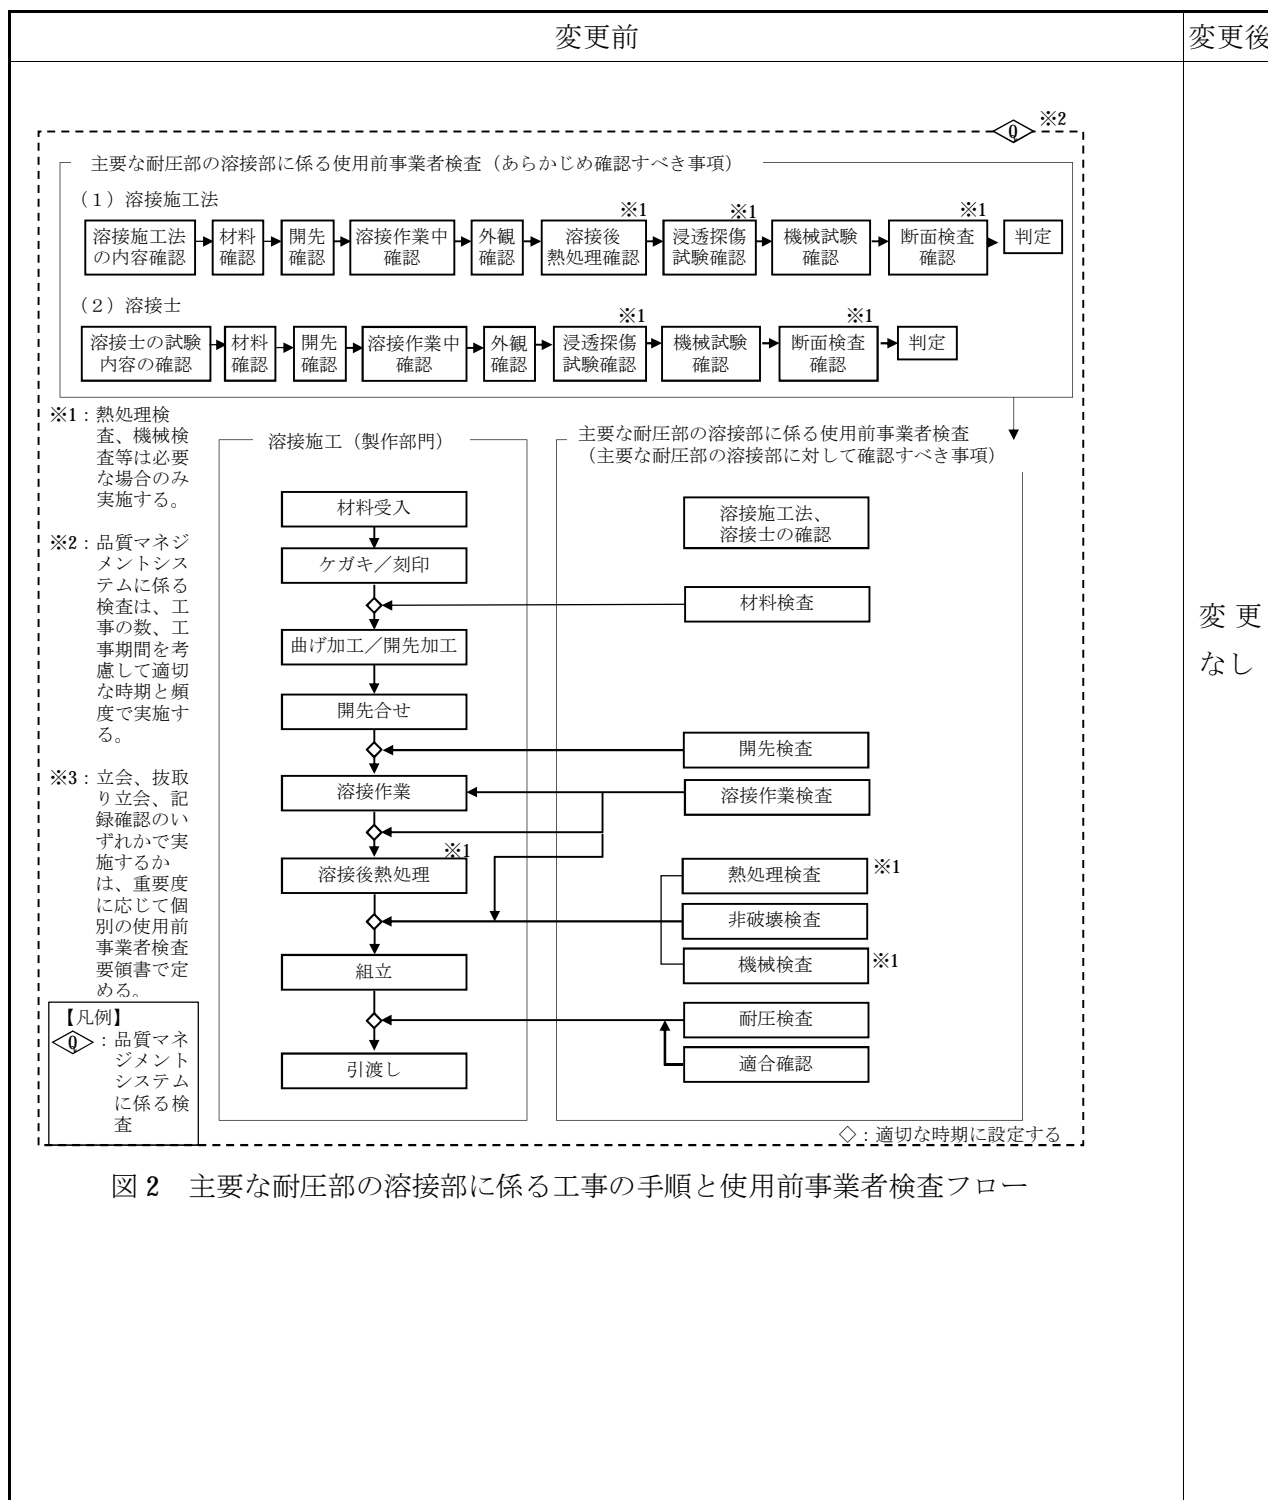 変更前
変更後
Q
※2
主要な耐圧部の溶接部に係る使用前事業者検査（あらかじめ確認すべき事項）
（１）溶接施工法
※1
※1
※1
溶接施工法
の内容確認
材料
確認
開先
確認
溶接作業中
確認
外観
確認
溶接後
熱処理確認
浸透探傷
試験確認
機械試験
確認
断面検査
確認
判定
（２）溶接士
※1
※1
溶接士の試験
内容の確認
材料
確認
開先
確認
溶接作業中
確認
外観
確認
浸透探傷
試験確認
機械試験
確認
断面検査
確認
判定
※1：熱処理検
査、機械検
査等は必要
な場合のみ
実施する。
※2：品質マネジ
メントシス
テムに係る
検査は、工
事の数、工
事期間を考
慮して適切
な時期と頻
度で実施す
る。
※3：立会、抜取
り立会、記
録確認のい
ずれかで実
施するか
は、重要度
に応じて個
別の使用前
事業者検査
要領書で定
める。
【凡例】
Q：品質マネ
ジメント
システム
に係る検
査
溶接施工（製作部門）
材料受入
ケガキ／刻印
曲げ加工／開先加工
開先合せ
溶接作業
※1
溶接後熱処理
組立
引渡し
主要な耐圧部の溶接部に係る使用前事業者検査
（主要な耐圧部の溶接部に対して確認すべき事項）
溶接施工法、
溶接士の確認
材料検査
開先検査
溶接作業検査
熱処理検査
※1
非破壊検査
機械検査
※1
耐圧検査
適合確認
◇：適切な時期に設定する
変更
なし
図2　主要な耐圧部の溶接部に係る工事の手順と使用前事業者検査フロー